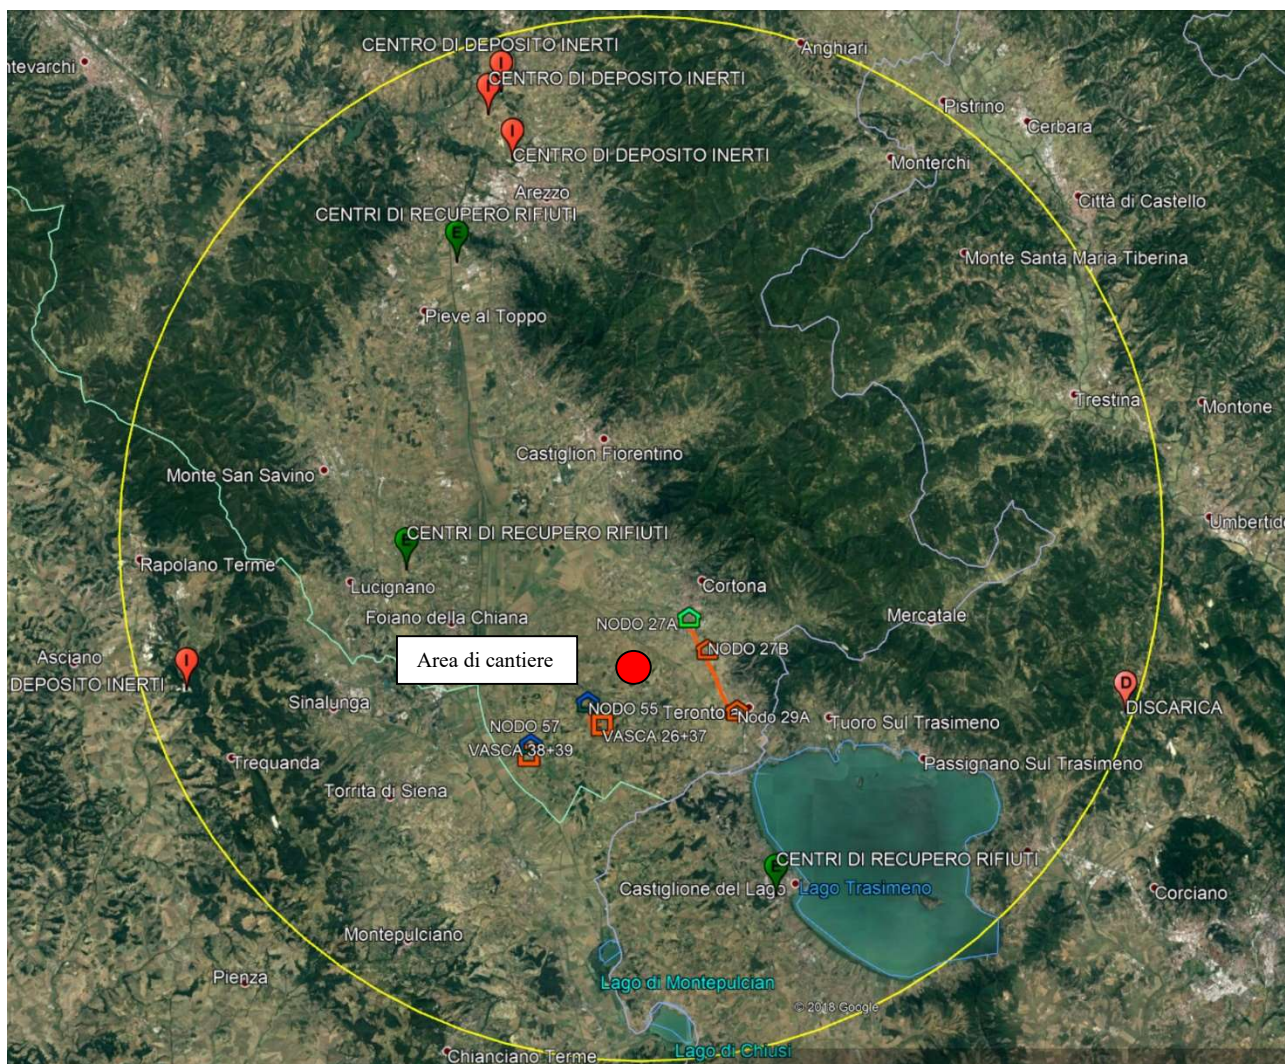 CENTRO DI DEPOSITO INERTI
I
Anghiari
ntevarchi
CENTRO DI DEPOSITO INERTI
I
Pistrino
Cerbara
I
CENTRO DI DEPOSITO INERTI
Monterchi
Arezzo
Città di Castello
CENTRI DI RECUPERO RIFIUTI
E
Monte Santa Maria Tiberina
Pieve al Toppo
Trestina
Montone
Castiglion Fiorentino
Monte San Savino
Umbertide
CENTRI DI RECUPERO RIFIUTI
E
Rapolano Terme
Lucignano
Cortona
Foiano della Chiana
Mercatale
NODO 27A
NODO 27B
Area di cantiere
Asciano
I
DEPOSITO INERTI
D
DISCARICA
Sinalunga
NODO 55
Terontola
Nodo 29A
Tuoro Sul Trasimeno
NODO 57
VASCA 26+37
VASCA 38+39
Trequanda
Passignano Sul Trasimeno
Torrita di Siena
CENTRI DI RECUPERO RIFIUTI
E
Castiglione del Lago
Lago Trasimeno
Corciano
Montepulciano
Pienza
Lago di Montepulcian
© 2018 Google
Chianciano Terme
Lago di Chiusi